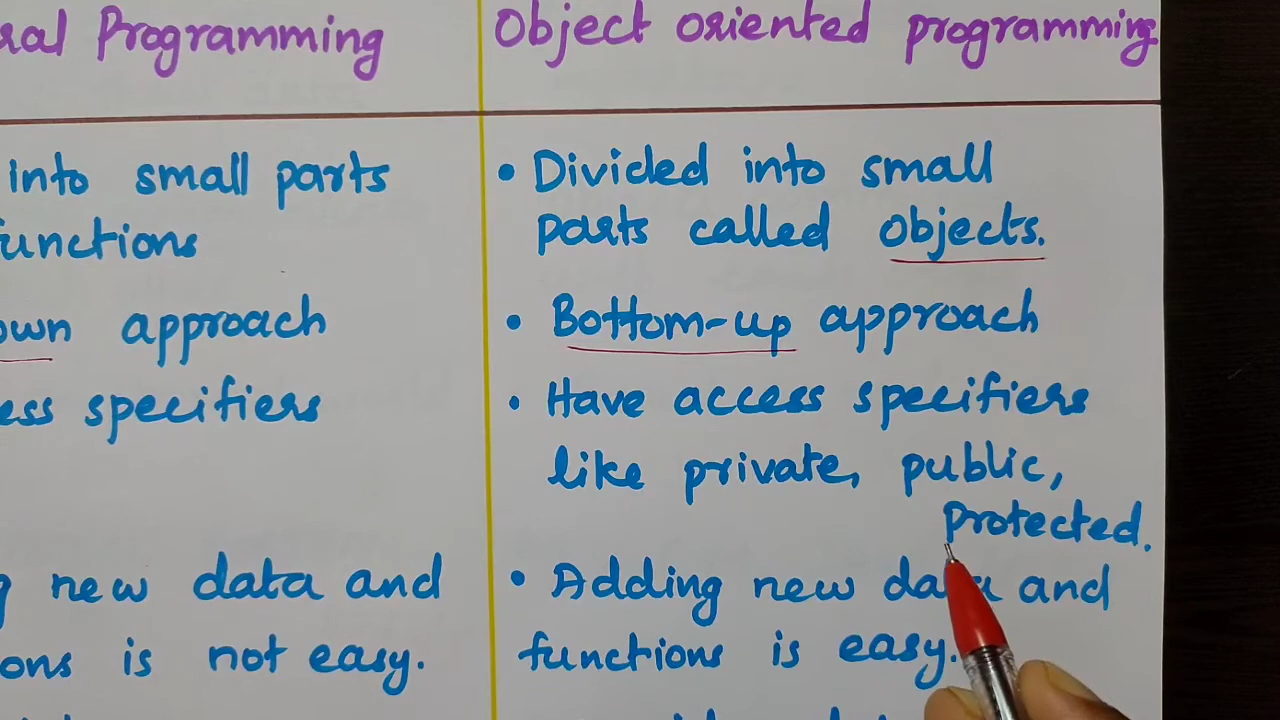 ral Programming
into small parts
functions
own approach
ess specifiers
g new data and
ions is not easy.
Object oriented programming.
• Divided into small
parts called objects.
• Bottom-up approach
• Have access specifiers
like private, public,
protected.
• Adding new data and
functions is easy.